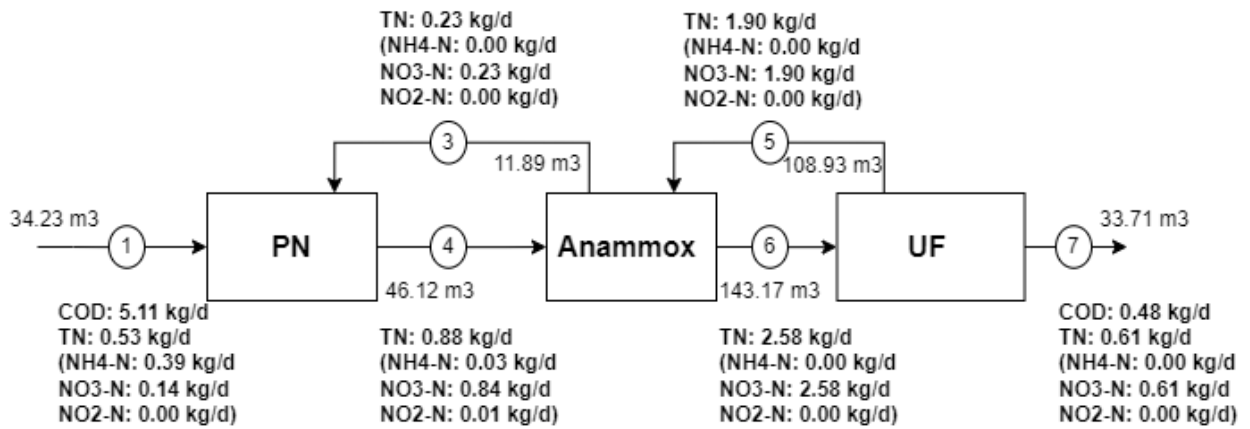 TN: 0.23 kg/d
(NH4-N: 0.00 kg/d
NO3-N: 0.23 kg/d
NO2-N: 0.00 kg/d)
TN: 1.90 kg/d
(NH4-N: 0.00 kg/d
NO3-N: 1.90 kg/d
NO2-N: 0.00 kg/d)
3
11.89 m3
5
108.93 m3
34.23 m3
1
PN
4
46.12 m3
Anammox
6
143.17 m3
UF
7
33.71 m3
COD: 5.11 kg/d
TN: 0.53 kg/d
(NH4-N: 0.39 kg/d
NO3-N: 0.14 kg/d
NO2-N: 0.00 kg/d)
TN: 0.88 kg/d
(NH4-N: 0.03 kg/d
NO3-N: 0.84 kg/d
NO2-N: 0.01 kg/d)
TN: 2.58 kg/d
(NH4-N: 0.00 kg/d
NO3-N: 2.58 kg/d
NO2-N: 0.00 kg/d)
COD: 0.48 kg/d
TN: 0.61 kg/d
(NH4-N: 0.00 kg/d
NO3-N: 0.61 kg/d
NO2-N: 0.00 kg/d)